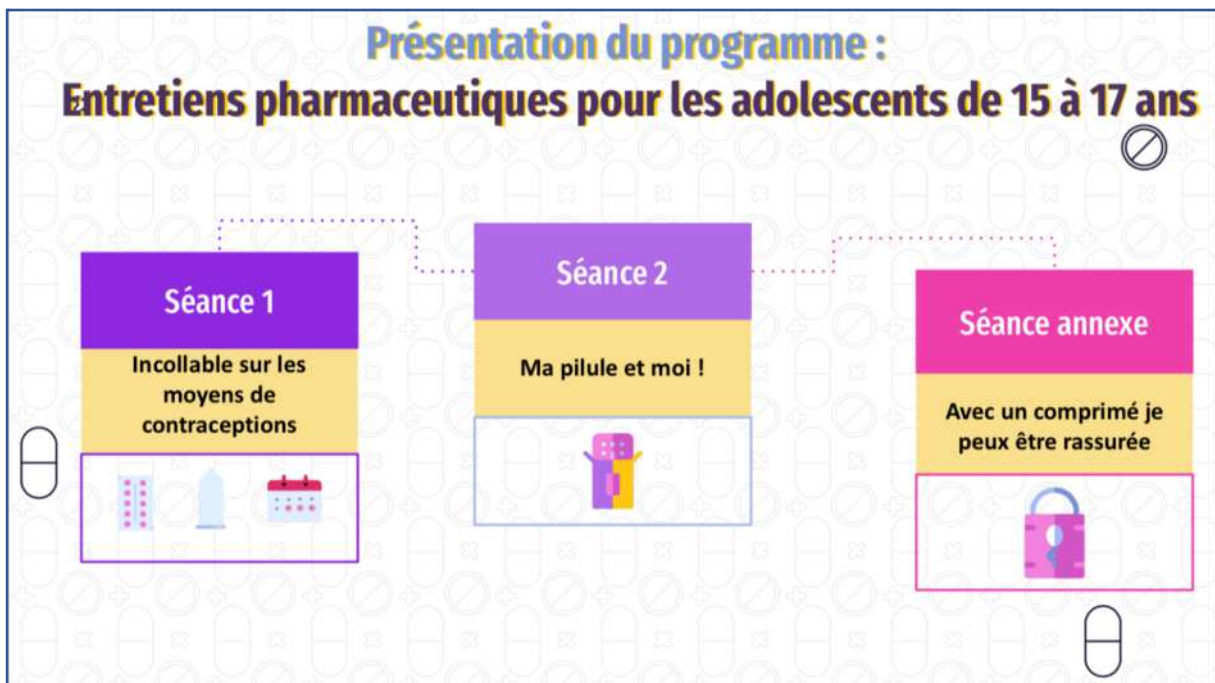 Présentation du programme :
Entretiens pharmaceutiques pour les adolescents de 15 à 17 ans
Séance 1
Incollable sur les
moyens de
contraceptions
Séance 2
Ma pilule et moi !
Séance annexe
Avec un comprimé je
peux être rassurée